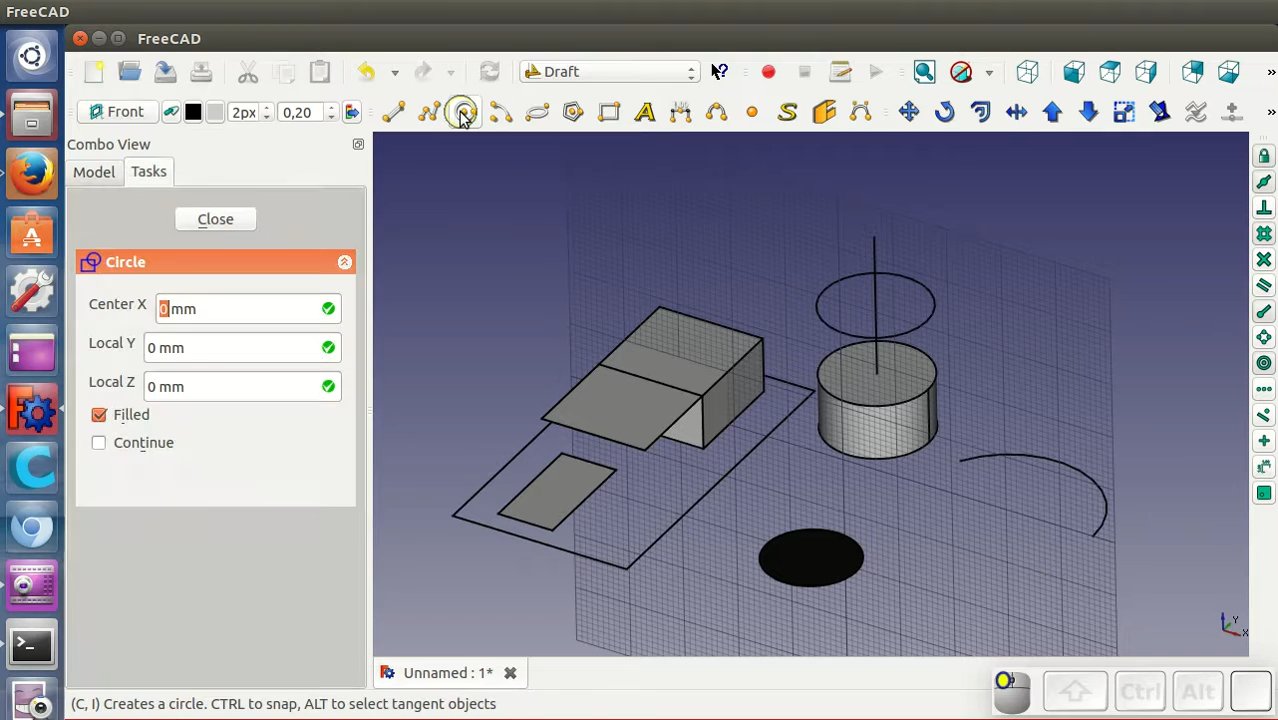 FreeCAD
FreeCAD
Draft
Front
2px
0,20
Combo View
Model
Tasks
Close
Circle
Center X
0 mm
Local Y
0 mm
Local Z
0 mm
Filled
Continue
Y
X
Unnamed : 1*
(C, I) Creates a circle. CTRL to snap, ALT to select tangent objects
Ctrl
Alt